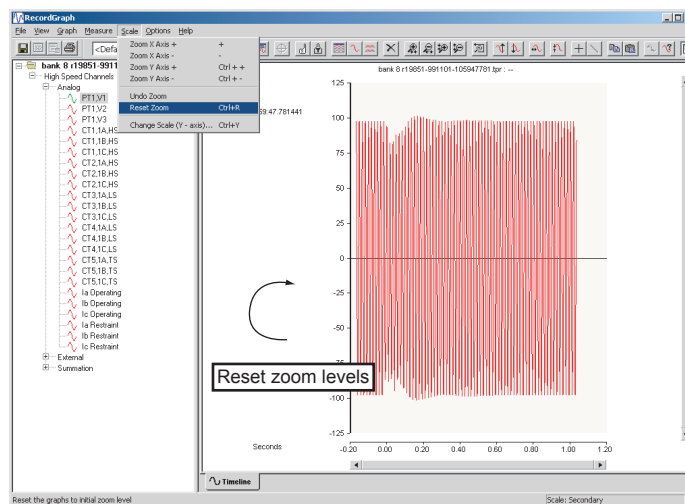 RecordGraph
File View Graph Measure Scale Options Help
<Defa
Zoom X Axis + +
Zoom X Axis - -
Zoom Y Axis + Ctrl + +
Zoom Y Axis - Ctrl + -
Undo Zoom
Reset Zoom Ctrl+R
Change Scale (Y - axis)... Ctrl+Y
bank 8 r19851-9911
High Speed Channels
Analog
PT1,V1
PT1,V2
PT1,V3
CT1,1A,HS
CT1,1B,HS
CT1,1C,HS
CT2,1A,HS
CT2,1B,HS
CT2,1C,HS
CT3,1A,LS
CT3,1B,LS
CT3,1C,LS
CT4,1A,LS
CT4,1B,LS
CT4,1C,LS
CT5,1A,TS
CT5,1B,TS
CT5,1C,TS
Ia Operating
Ib Operating
Ic Operating
Ia Restraint
Ib Restraint
Ic Restraint
External
Summation
bank 8 r19851-991101-105947781.tpr : --
59:47.781441
125
100
50
25
0
-25
-50
-75
-100
-125
Reset zoom levels
Seconds
-0.20 0.00 0.20 0.40 0.60 0.80 1.00 1.20
Timeline
Reset the graphs to initial zoom level
Scale: Secondary